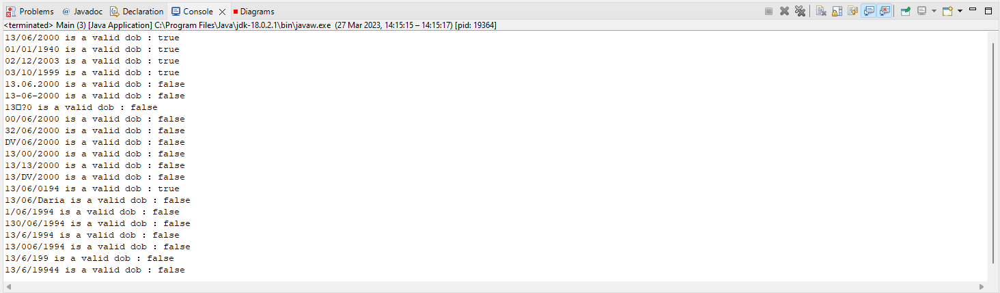 Problems @ Javadoc Declaration Console Diagrams
<terminated> Main (3) [Java Application] C:\Program Files\Java\jdk-18.0.2.1\bin\javaw.exe (27 Mar 2023, 14:15:15 – 14:15:17) [pid: 19364]
13/06/2000 is a valid dob : true
01/01/1940 is a valid dob : true
02/12/2003 is a valid dob : true
03/10/1999 is a valid dob : true
13.06.2000 is a valid dob : false
13-06-2000 is a valid dob : false
13□?0 is a valid dob : false
00/06/2000 is a valid dob : false
32/06/2000 is a valid dob : false
DV/06/2000 is a valid dob : false
13/00/2000 is a valid dob : false
13/13/2000 is a valid dob : false
13/DV/2000 is a valid dob : false
13/06/0194 is a valid dob : true
13/06/Daria is a valid dob : false
1/06/1994 is a valid dob : false
130/06/1994 is a valid dob : false
13/6/1994 is a valid dob : false
13/006/1994 is a valid dob : false
13/6/199 is a valid dob : false
13/6/19944 is a valid dob : false